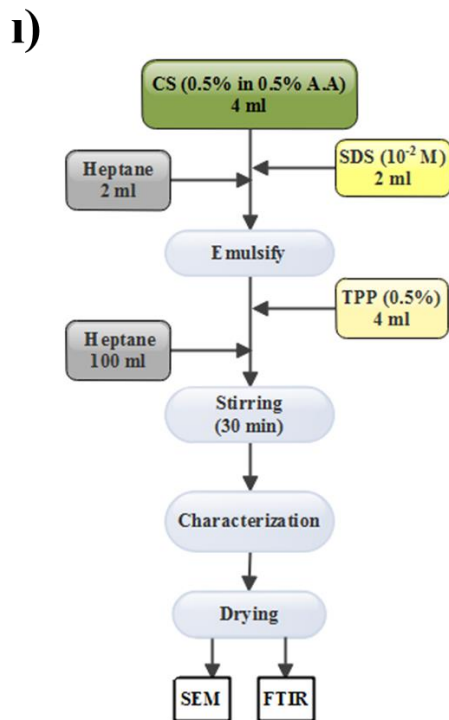 ı)
CS (0.5% in 0.5% A.A)
4 ml
SDS (10⁻² M)
2 ml
Heptane
2 ml
Emulsify
TPP (0.5%)
4 ml
Heptane
100 ml
Stirring
(30 min)
Characterization
Drying
SEM
FTIR